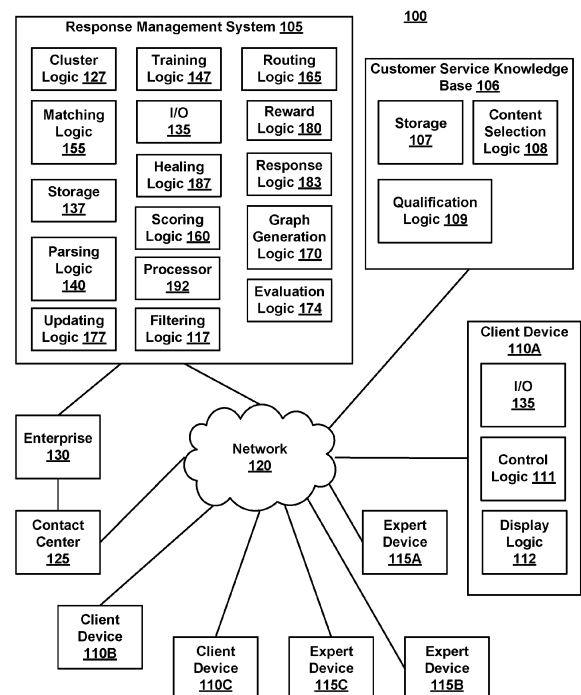 100
Response Management System 105
Cluster
Logic 127
Training
Logic 147
Routing
Logic 165
Matching
Logic
155
I/O
135
Reward
Logic 180
Healing
Logic 187
Response
Logic 183
Storage
137
Scoring
Logic 160
Graph
Generation
Logic 170
Parsing
Logic
140
Processor
192
Evaluation
Logic 174
Updating
Logic 177
Filtering
Logic 117
Customer Service Knowledge
Base 106
Storage
107
Content
Selection
Logic 108
Qualification
Logic 109
Client Device
110A
I/O
135
Control
Logic 111
Display
Logic
112
Enterprise
130
Network
120
Contact
Center
125
Expert
Device
115A
Client
Device
110B
Client
Device
110C
Expert
Device
115C
Expert
Device
115B